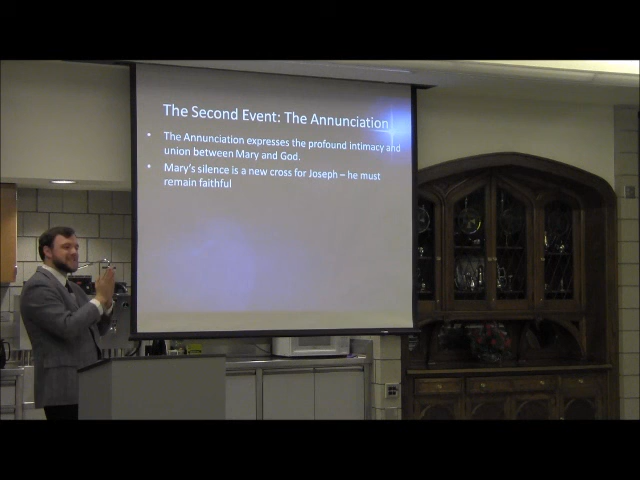 The Second Event: The Annunciation
• The Annunciation expresses the profound intimacy and
union between Mary and God.
• Mary's silence is a new cross for Joseph – he must
remain faithful